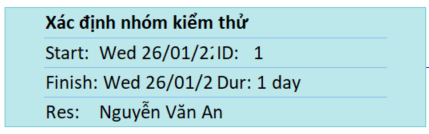 Xác định nhóm kiểm thử
Start: Wed 26/01/22 ID: 1
Finish: Wed 26/01/2 Dur: 1 day
Res: Nguyễn Văn An